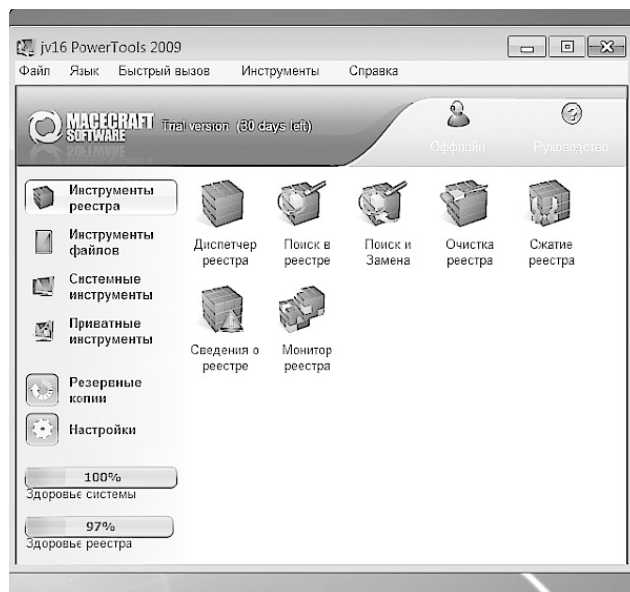 jv16 PowerTools 2009
Файл Язык Быстрый вызов Инструменты Справка
MACECRAFT
SOFTWARE
Trial version (30 days left)
Оффлайн
Руководство
Инструменты
реестра
Инструменты
файлов
Системные
инструменты
Приватные
инструменты
Резервные
копии
Настройки
100%
Здоровье системы
97%
Здоровье реестра
Диспетчер
реестра
Поиск в
реестре
Поиск и
Замена
Очистка
реестра
Сжатие
реестра
Сведения о
реестре
Монитор
реестра